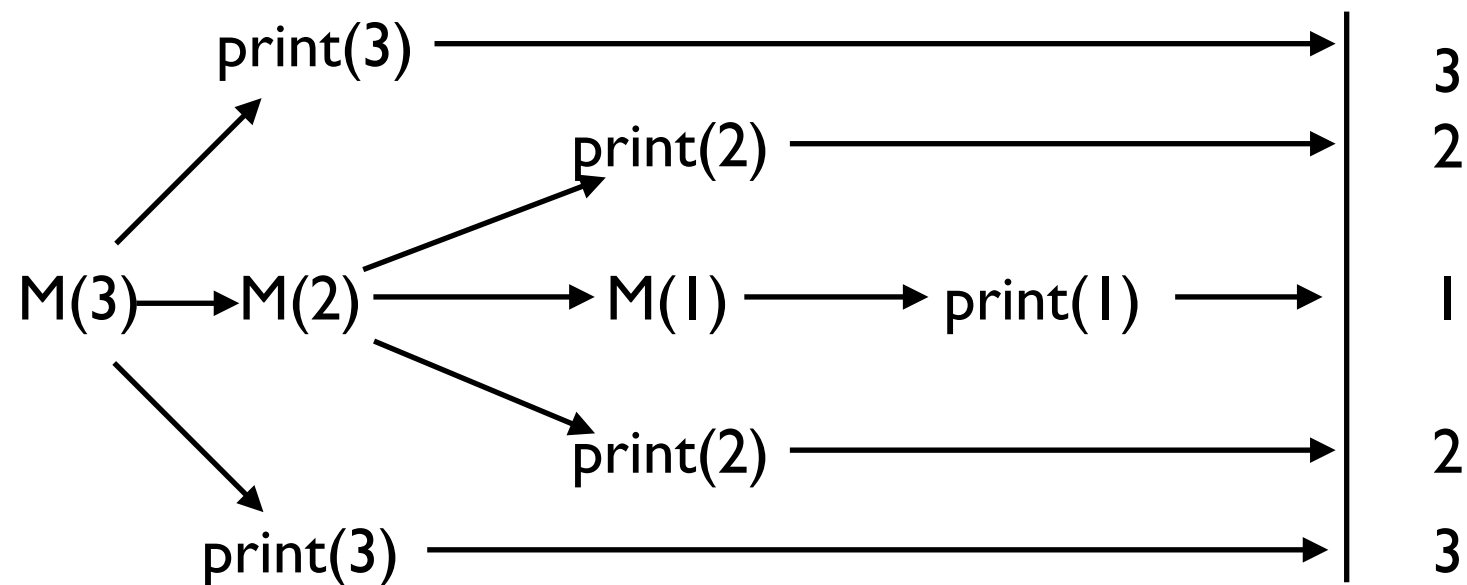 print(3) 3
print(2) 2
M(3) M(2) M(1) print(1) 1
print(2) 2
print(3) 3